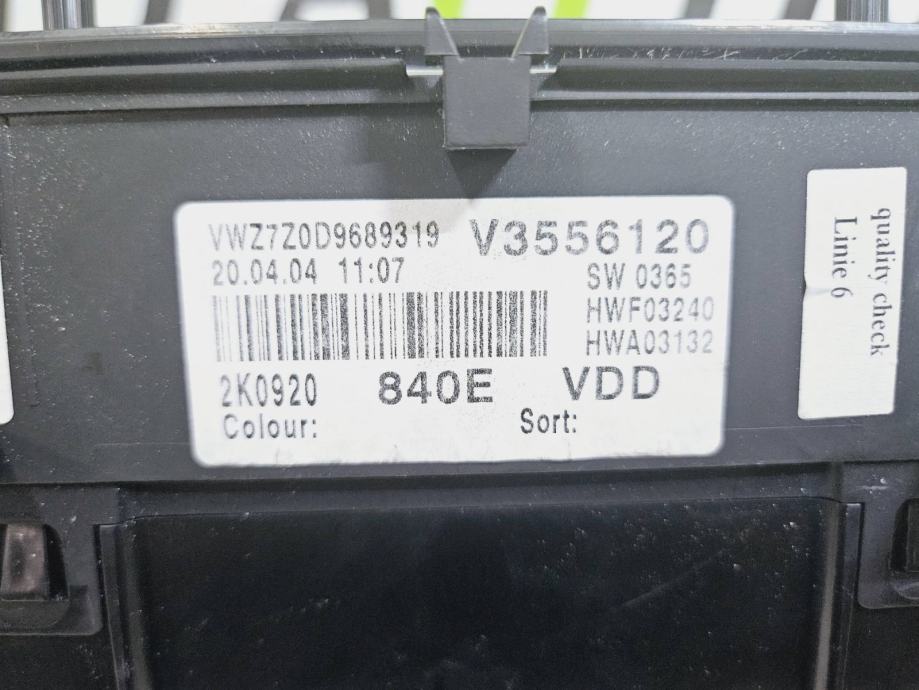 VWZ7Z0D9689319 V3556120
20.04.04 11:07 SW 0365
HWF03240
HWA03132
2K0920 840E VDD
Colour: Sort:
quality check
Linie 6